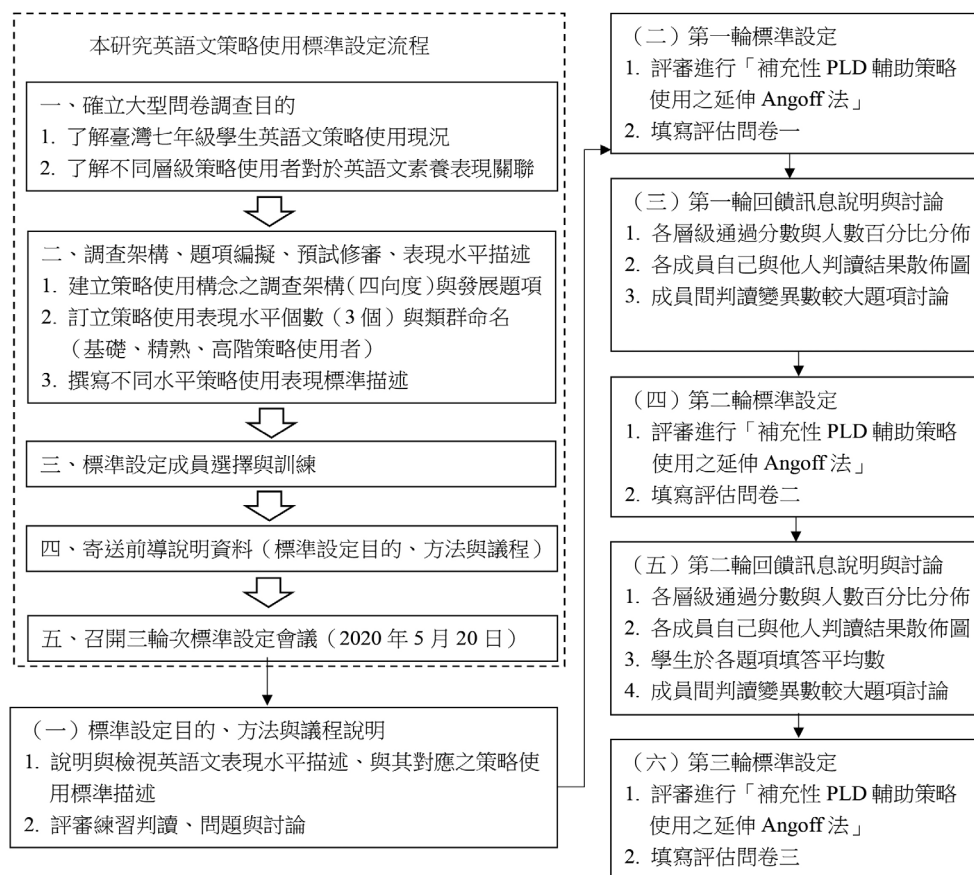 本研究英語文策略使用標準設定流程
一、確立大型問卷調查目的
1. 了解臺灣七年級學生英語文策略使用現況
2. 了解不同層級策略使用者對於英語文素養表現關聯
二、調查架構、題項編擬、預試修審、表現水平描述
1. 建立策略使用構念之調查架構（四向度）與發展題項
2. 訂立策略使用表現水平個數（3 個）與類群命名
（基礎、精熟、高階策略使用者）
3. 撰寫不同水平策略使用表現標準描述
三、標準設定成員選擇與訓練
四、寄送前導說明資料（標準設定目的、方法與議程）
五、召開三輪次標準設定會議（2020 年 5 月 20 日）
（一）標準設定目的、方法與議程說明
1. 說明與檢視英語文表現水平描述、與其對應之策略使
用標準描述
2. 評審練習判讀、問題與討論
（二）第一輪標準設定
1. 評審進行「補充性 PLD 輔助策略
使用之延伸 Angoff 法」
2. 填寫評估問卷一
（三）第一輪回饋訊息說明與討論
1. 各層級通過分數與人數百分比分佈
2. 各成員自己與他人判讀結果散佈圖
3. 成員間判讀變異數較大題項討論
（四）第二輪標準設定
1. 評審進行「補充性 PLD 輔助策略
使用之延伸 Angoff 法」
2. 填寫評估問卷二
（五）第二輪回饋訊息說明與討論
1. 各層級通過分數與人數百分比分佈
2. 各成員自己與他人判讀結果散佈圖
3. 學生於各題項填答平均數
4. 成員間判讀變異數較大題項討論
（六）第三輪標準設定
1. 評審進行「補充性 PLD 輔助策略
使用之延伸 Angoff 法」
2. 填寫評估問卷三